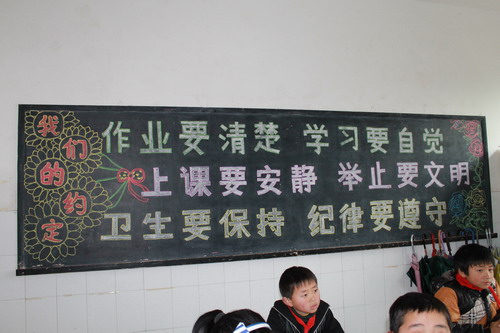 我们的约定
作业要清楚 学习要自觉
上课要安静 举止要文明
卫生要保持 纪律要遵守